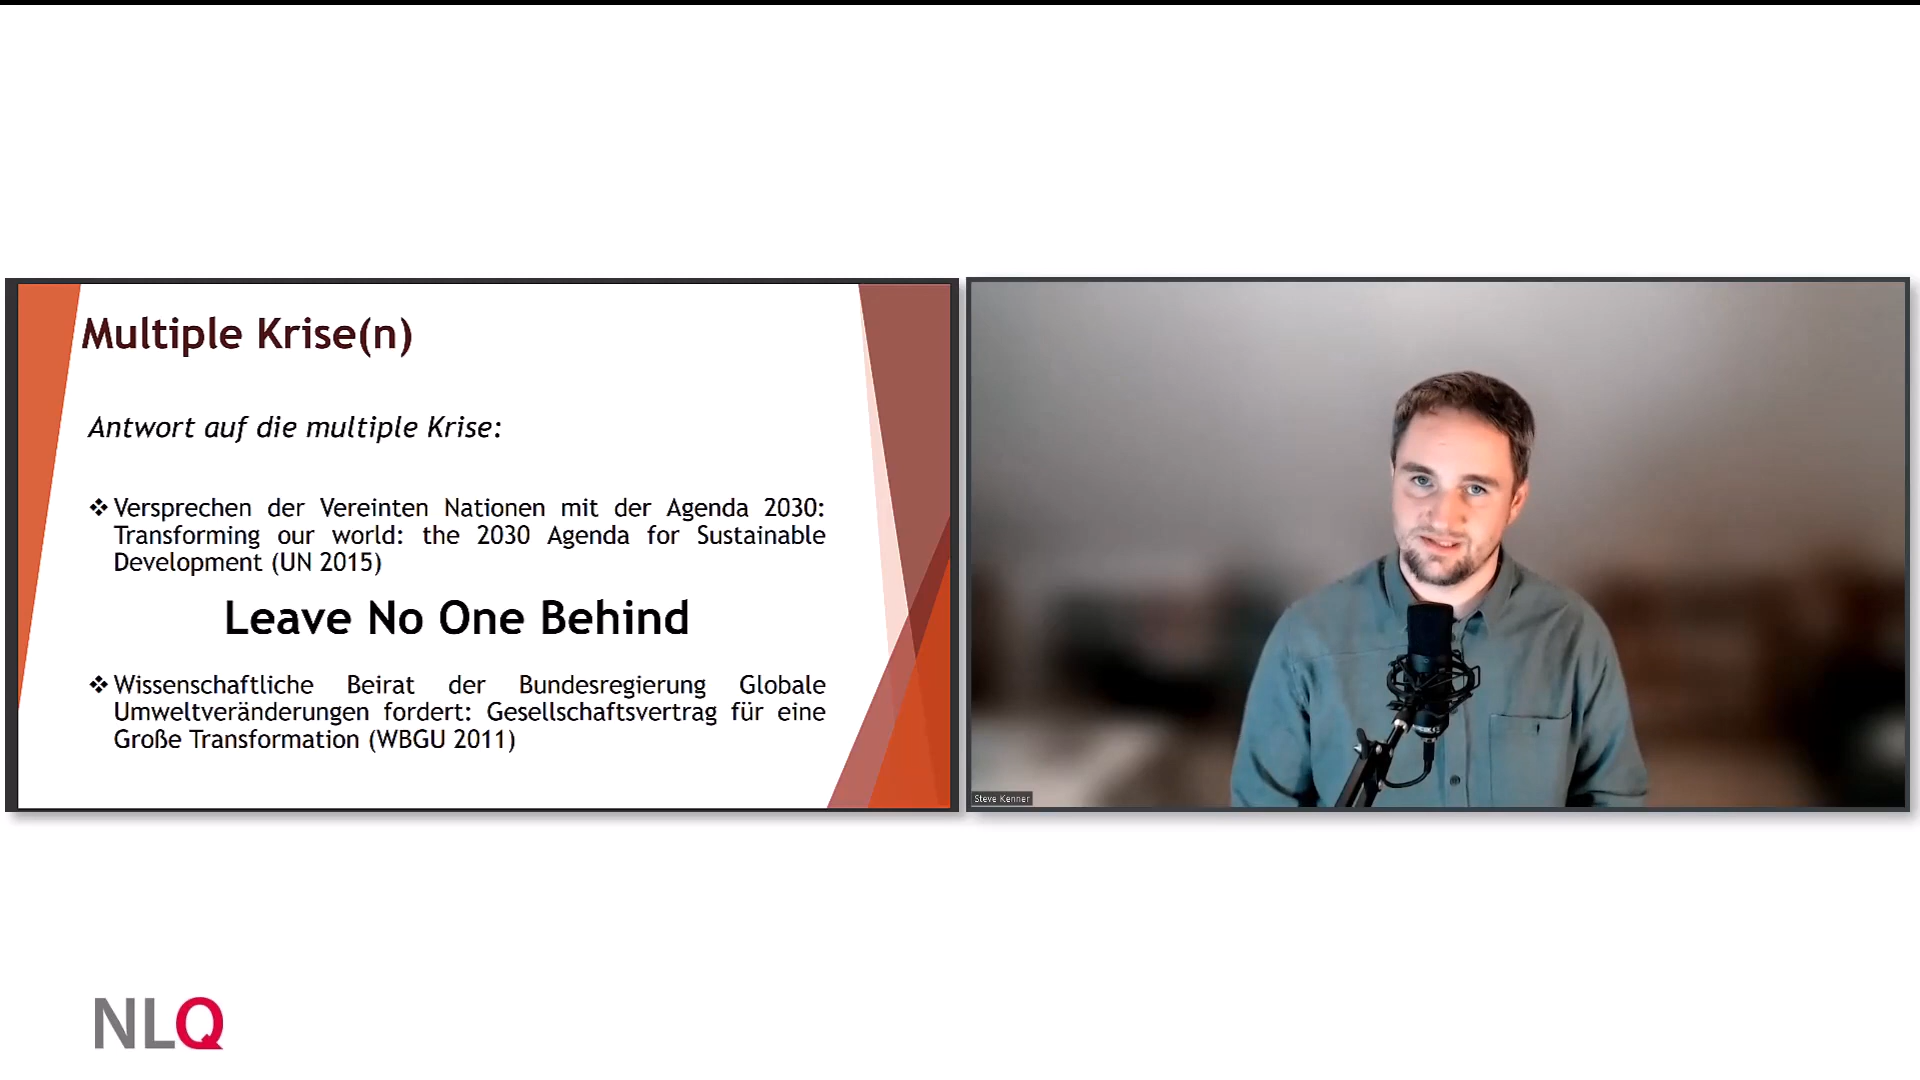 Multiple Krise(n)
Antwort auf die multiple Krise:
❖ Versprechen der Vereinten Nationen mit der Agenda 2030:
Transforming our world: the 2030 Agenda for Sustainable
Development (UN 2015)
Leave No One Behind
❖ Wissenschaftliche Beirat der Bundesregierung Globale
Umweltveränderungen fordert: Gesellschaftsvertrag für eine
Große Transformation (WBGU 2011)
Steve Kenner
NLQ